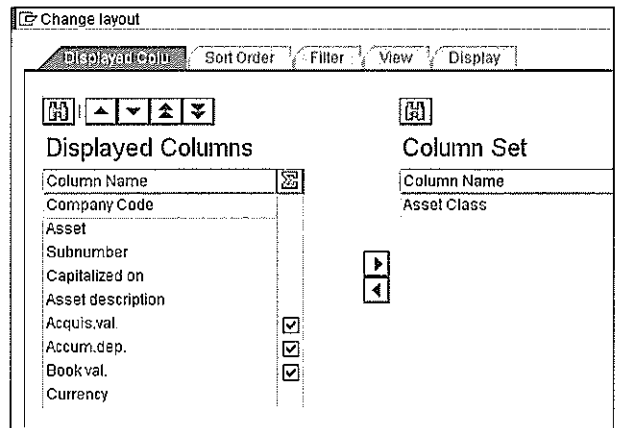 Change layout
Displayed Colu
Sort Order
Filter
View
Display
Displayed Columns
Column Name
Company Code
Asset
Subnumber
Capitalized on
Asset description
Acquis.val.
Accum.dep.
Book val.
Currency
Column Set
Column Name
Asset Class